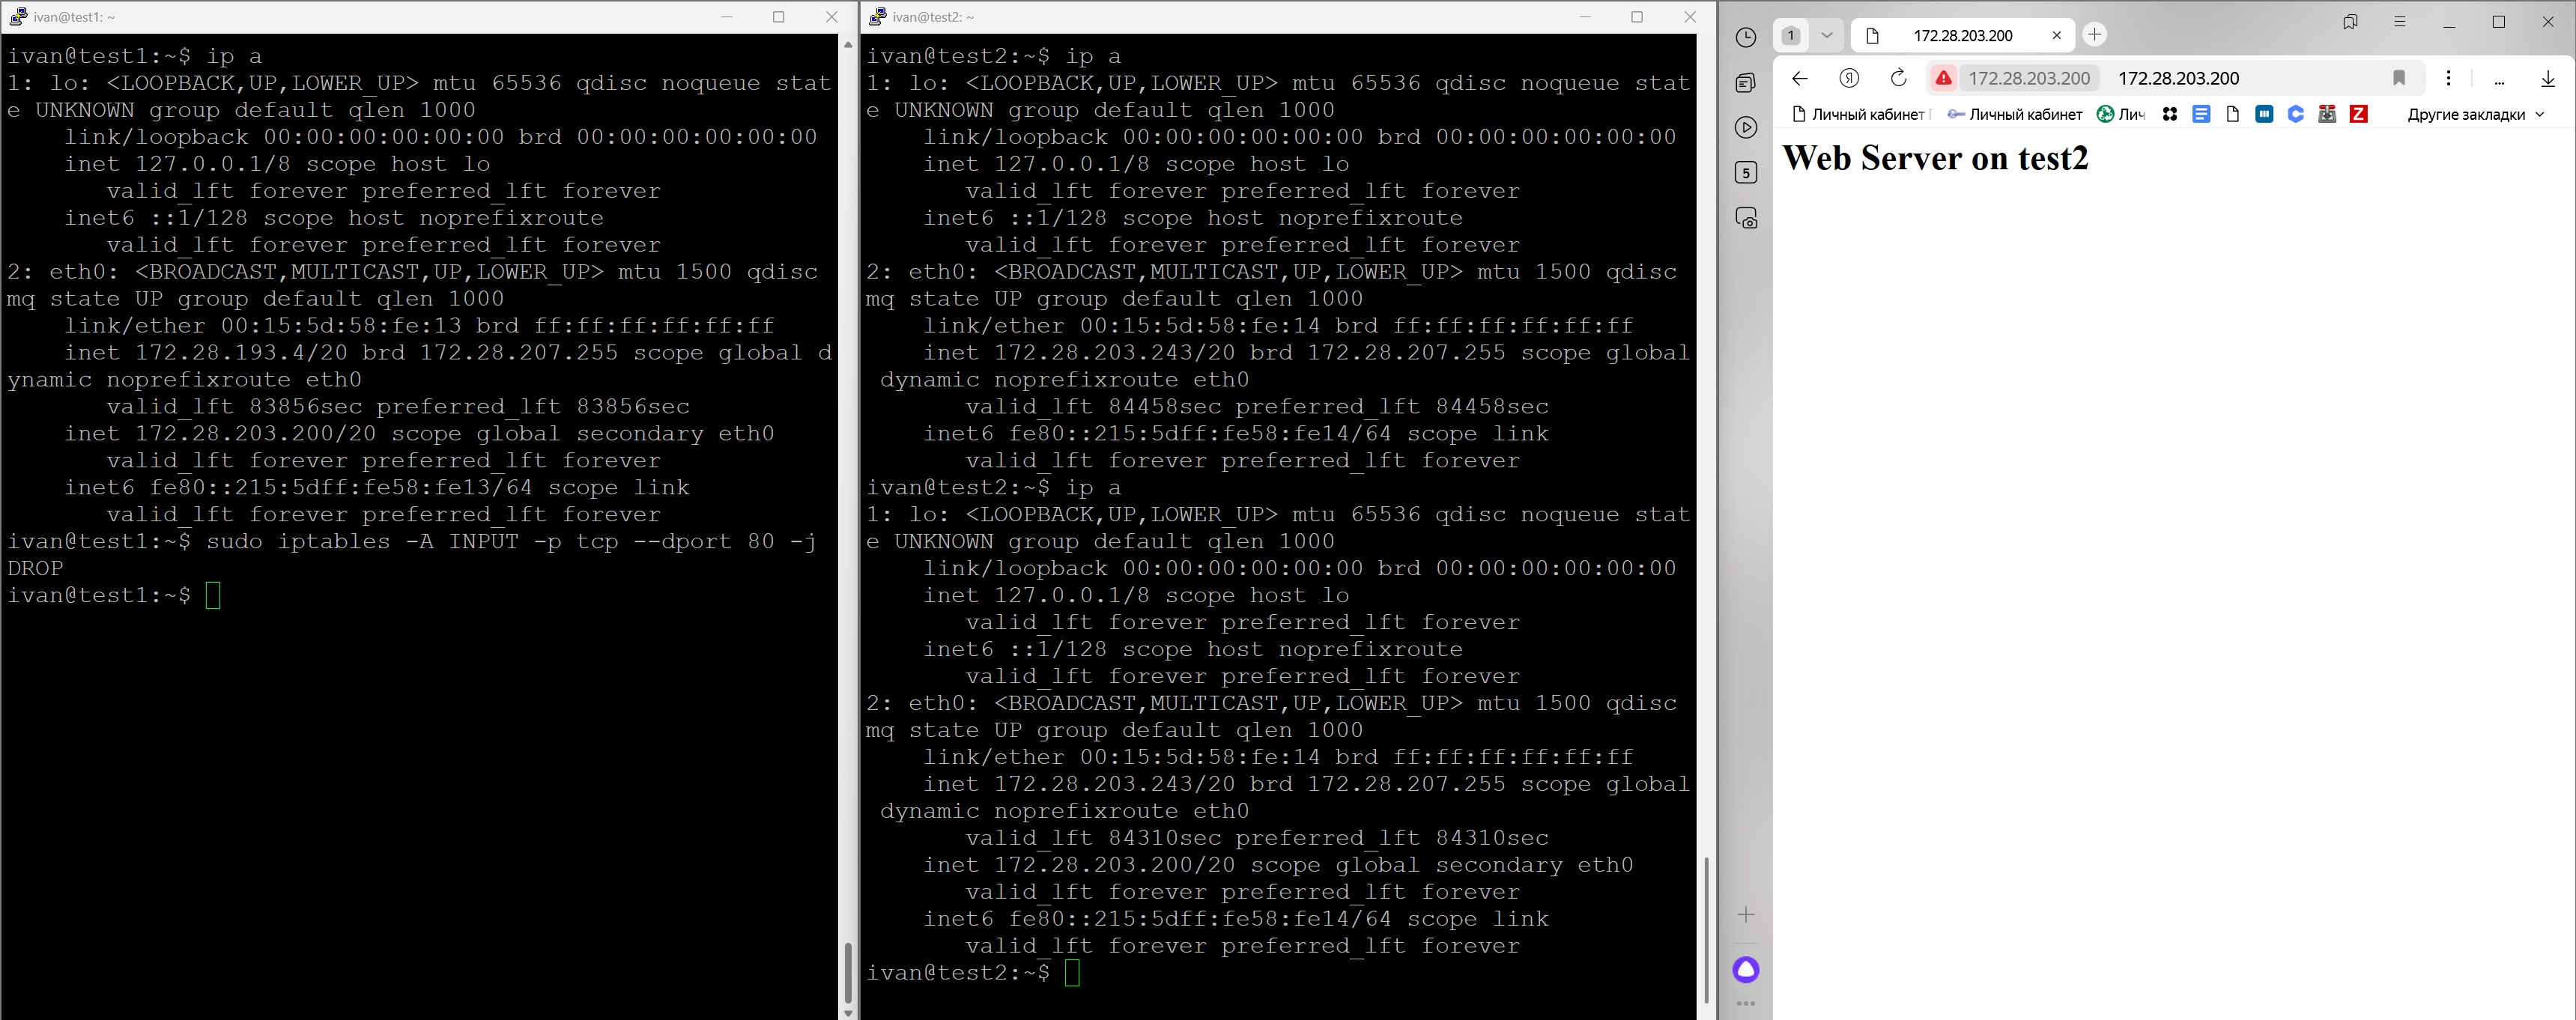 ivan@test1: ~
ivan@test1:~$ ip a
1: lo: <LOOPBACK,UP,LOWER_UP> mtu 65536 qdisc noqueue stat
e UNKNOWN group default qlen 1000
    link/loopback 00:00:00:00:00:00 brd 00:00:00:00:00:00
    inet 127.0.0.1/8 scope host lo
       valid_lft forever preferred_lft forever
    inet6 ::1/128 scope host noprefixroute
       valid_lft forever preferred_lft forever
2: eth0: <BROADCAST,MULTICAST,UP,LOWER_UP> mtu 1500 qdisc
mq state UP group default qlen 1000
    link/ether 00:15:5d:58:fe:13 brd ff:ff:ff:ff:ff:ff
    inet 172.28.193.4/20 brd 172.28.207.255 scope global d
ynamic noprefixroute eth0
       valid_lft 83856sec preferred_lft 83856sec
    inet 172.28.203.200/20 scope global secondary eth0
       valid_lft forever preferred_lft forever
    inet6 fe80::215:5dff:fe58:fe13/64 scope link
       valid_lft forever preferred_lft forever
ivan@test1:~$ sudo iptables -A INPUT -p tcp --dport 80 -j
DROP
ivan@test1:~$
ivan@test2: ~
ivan@test2:~$ ip a
1: lo: <LOOPBACK,UP,LOWER_UP> mtu 65536 qdisc noqueue stat
e UNKNOWN group default qlen 1000
    link/loopback 00:00:00:00:00:00 brd 00:00:00:00:00:00
    inet 127.0.0.1/8 scope host lo
       valid_lft forever preferred_lft forever
    inet6 ::1/128 scope host noprefixroute
       valid_lft forever preferred_lft forever
2: eth0: <BROADCAST,MULTICAST,UP,LOWER_UP> mtu 1500 qdisc
mq state UP group default qlen 1000
    link/ether 00:15:5d:58:fe:14 brd ff:ff:ff:ff:ff:ff
    inet 172.28.203.243/20 brd 172.28.207.255 scope global
 dynamic noprefixroute eth0
       valid_lft 84458sec preferred_lft 84458sec
    inet6 fe80::215:5dff:fe58:fe14/64 scope link
       valid_lft forever preferred_lft forever
ivan@test2:~$ ip a
1: lo: <LOOPBACK,UP,LOWER_UP> mtu 65536 qdisc noqueue stat
e UNKNOWN group default qlen 1000
    link/loopback 00:00:00:00:00:00 brd 00:00:00:00:00:00
    inet 127.0.0.1/8 scope host lo
       valid_lft forever preferred_lft forever
    inet6 ::1/128 scope host noprefixroute
       valid_lft forever preferred_lft forever
2: eth0: <BROADCAST,MULTICAST,UP,LOWER_UP> mtu 1500 qdisc
mq state UP group default qlen 1000
    link/ether 00:15:5d:58:fe:14 brd ff:ff:ff:ff:ff:ff
    inet 172.28.203.243/20 brd 172.28.207.255 scope global
 dynamic noprefixroute eth0
       valid_lft 84310sec preferred_lft 84310sec
    inet 172.28.203.200/20 scope global secondary eth0
       valid_lft forever preferred_lft forever
    inet6 fe80::215:5dff:fe58:fe14/64 scope link
       valid_lft forever preferred_lft forever
ivan@test2:~$
5
1 172.28.203.200
Я 172.28.203.200 172.28.203.200
Личный кабинет Личный кабинет Лич Z Другие закладки
Web Server on test2